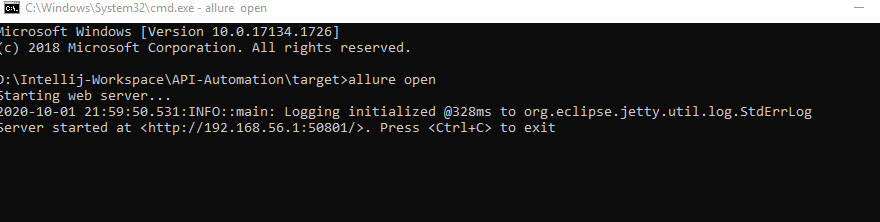 C:\Windows\System32\cmd.exe - allure  open
Microsoft Windows [Version 10.0.17134.1726]
(c) 2018 Microsoft Corporation. All rights reserved.
D:\Intellij-Workspace\API-Automation\target>allure open
Starting web server...
2020-10-01 21:59:50.531:INFO::main: Logging initialized @328ms to org.eclipse.jetty.util.log.StdErrLog
Server started at <http://192.168.56.1:50801/>. Press <Ctrl+C> to exit